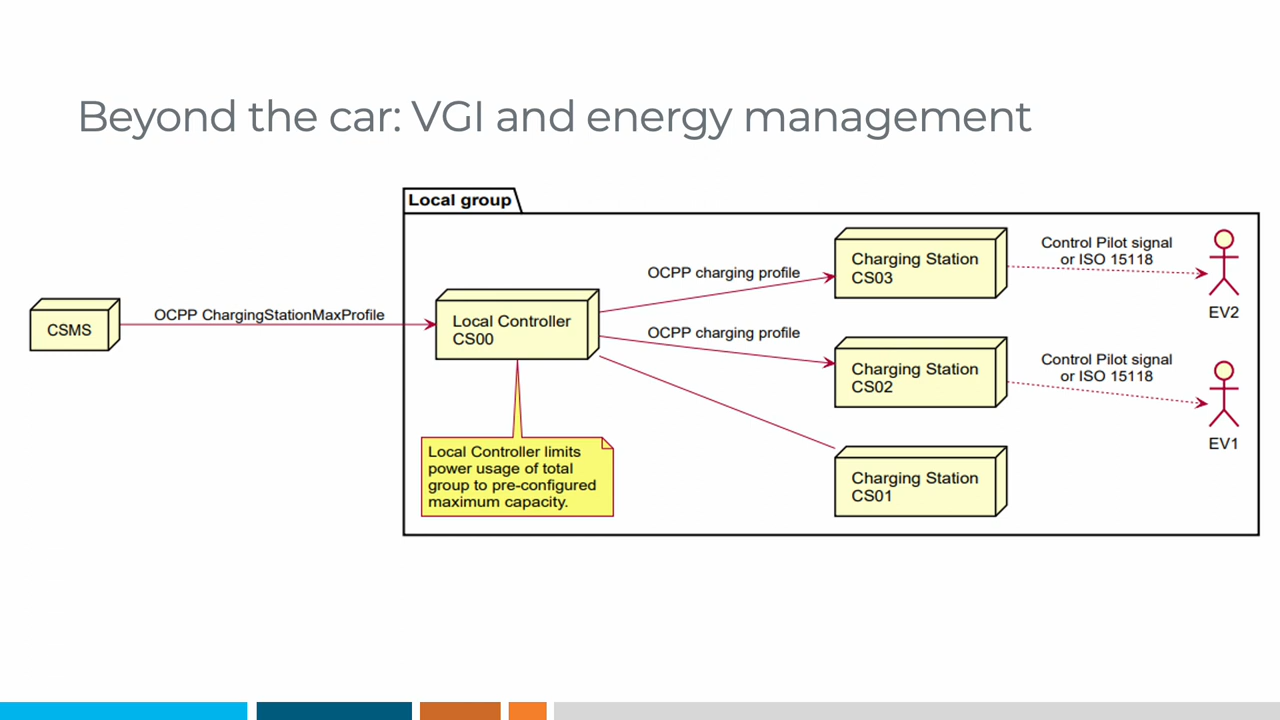 Beyond the car: VGI and energy management
Local group
CSMS
OCPP ChargingStationMaxProfile
Local Controller
CS00
Local Controller limits
power usage of total
group to pre-configured
maximum capacity.
OCPP charging profile
OCPP charging profile
Charging Station
CS03
Charging Station
CS02
Charging Station
CS01
Control Pilot signal
or ISO 15118
EV2
Control Pilot signal
or ISO 15118
EV1